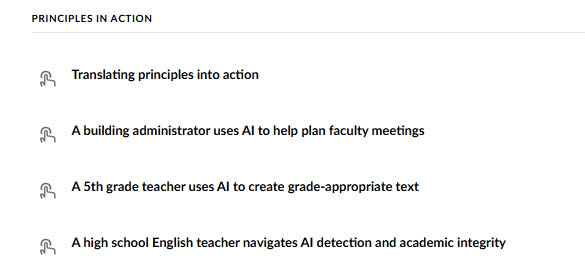 PRINCIPLES IN ACTION
Translating principles into action
A building administrator uses AI to help plan faculty meetings
A 5th grade teacher uses AI to create grade-appropriate text
A high school English teacher navigates AI detection and academic integrity